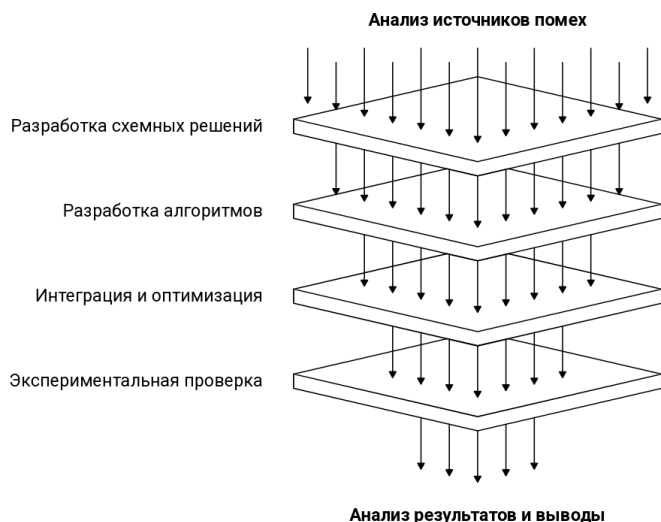 Анализ источников помех
Разработка схемных решений
Разработка алгоритмов
Интеграция и оптимизация
Экспериментальная проверка
Анализ результатов и выводы